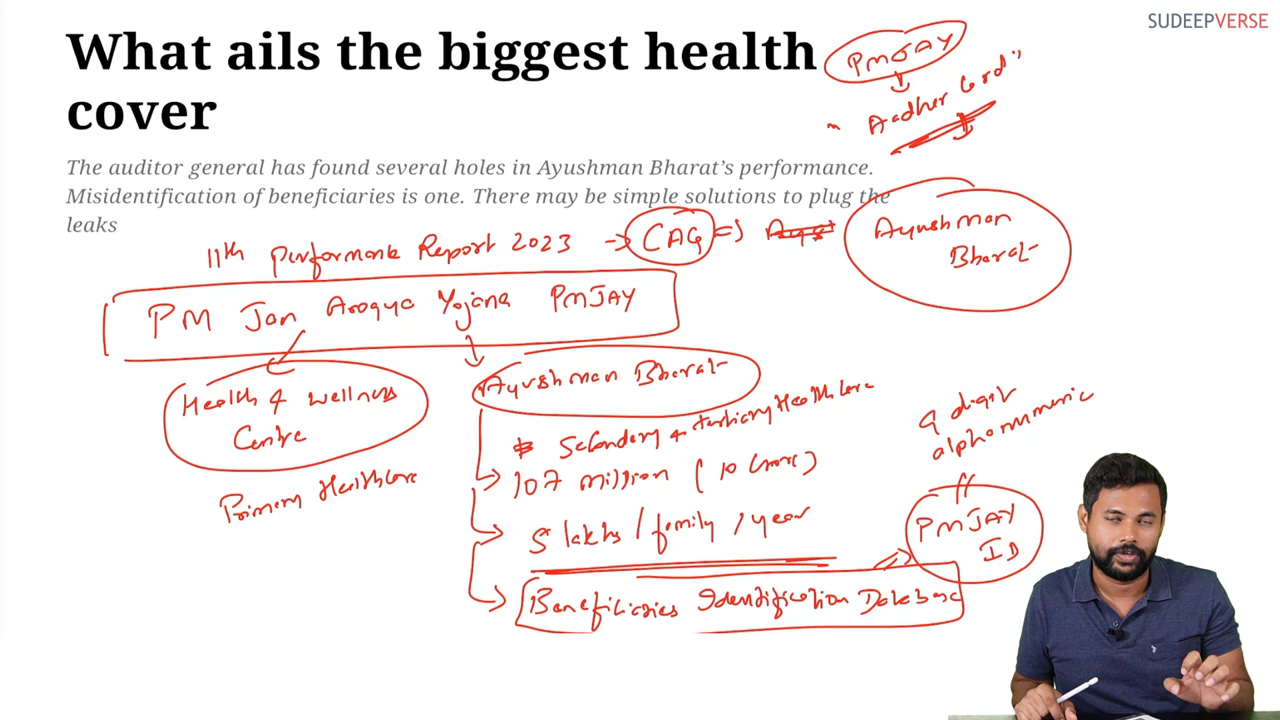 SUDEEPVERSE
What ails the biggest health
cover
The auditor general has found several holes in Ayushman Bharat's performance.
Misidentification of beneficiaries is one. There may be simple solutions to plug the
leaks
PMJAY
Aadher Card
11th Performance Report 2023 → CAG ⇒
Ayushman
Bharat
PM Jan Arogya Yojana PMJAY
Health & Wellness
Centre
Primary Healthcare
Ayushman Bharat
Secondary & tertiary Healthcare
107 million (10 Crore)
5 lakhs / family / year
Beneficiaries Identification Database
9 digit
alphanumeric
PMJAY
ID